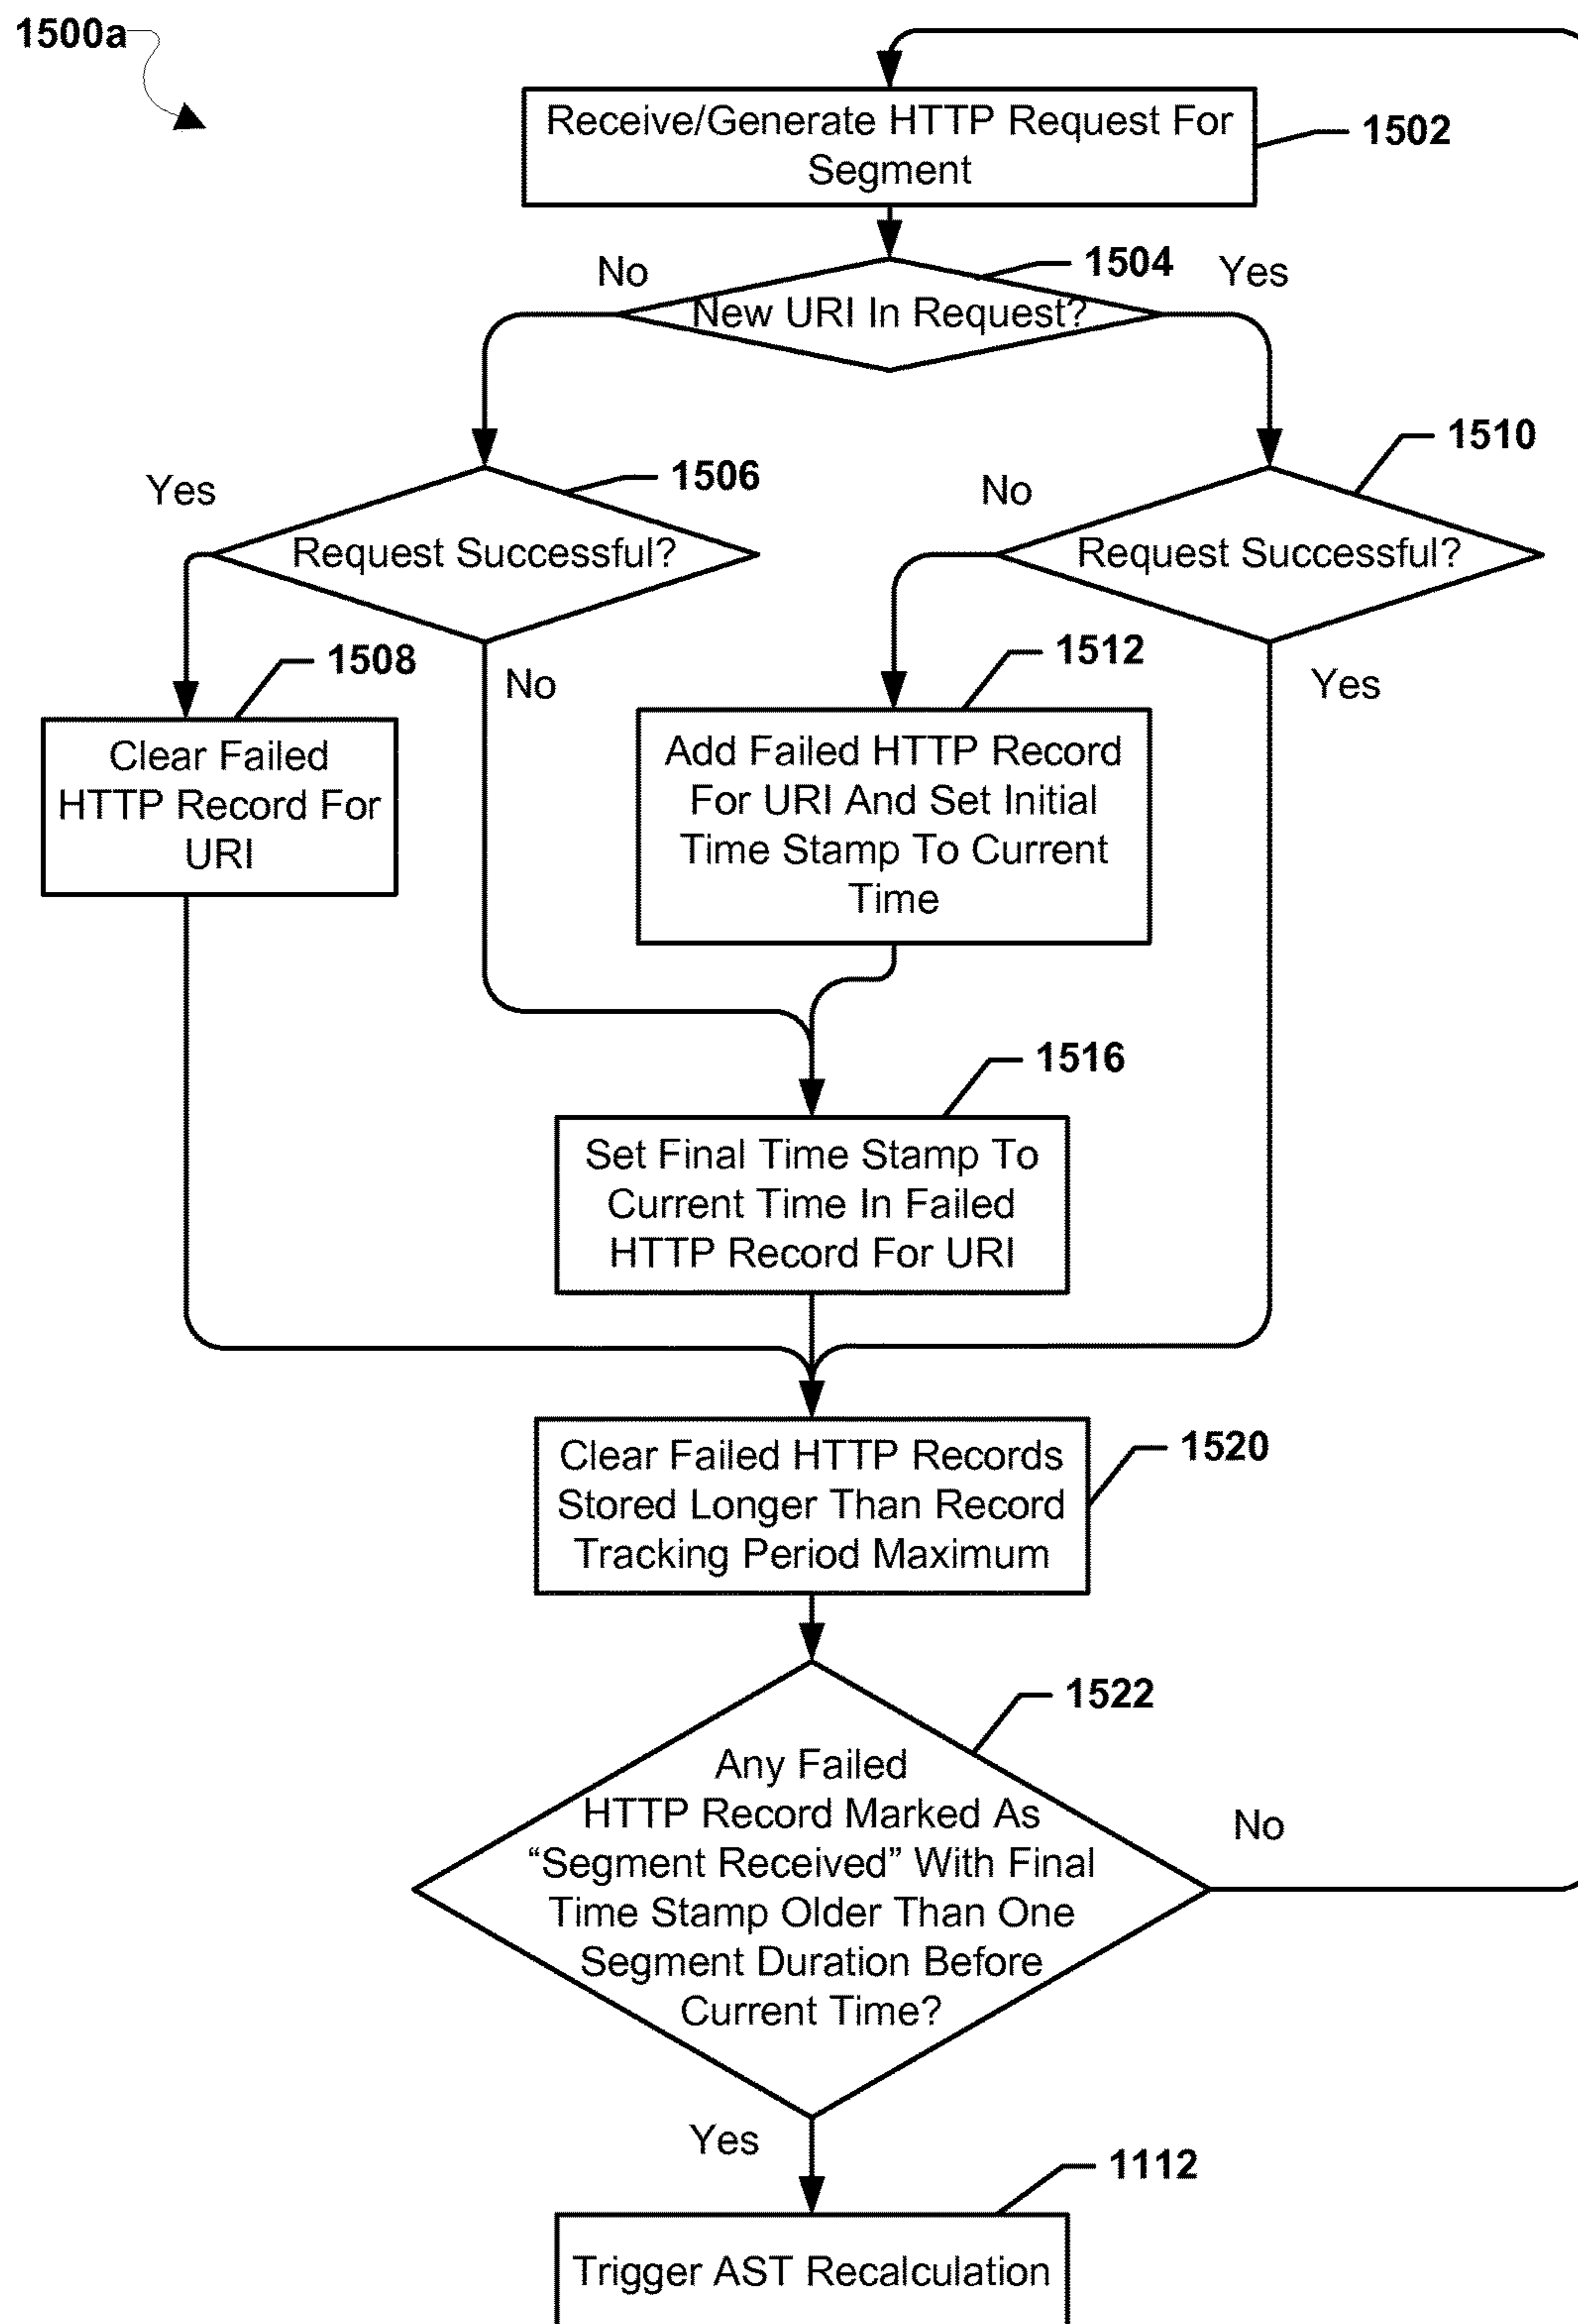 1500a
Receive/Generate HTTP Request For
Segment
1502
No
1504
Yes
New URI In Request?
1510
Yes
1506
No
Request Successful?
Request Successful?
1508
No
1512
Yes
Clear Failed
HTTP Record For
URI
Add Failed HTTP Record
For URI And Set Initial
Time Stamp To Current
Time
1516
Set Final Time Stamp To
Current Time In Failed
HTTP Record For URI
Clear Failed HTTP Records
Stored Longer Than Record
Tracking Period Maximum
1520
1522
Any Failed
HTTP Record Marked As
“Segment Received” With Final
Time Stamp Older Than One
Segment Duration Before
Current Time?
No
Yes
1112
Trigger AST Recalculation